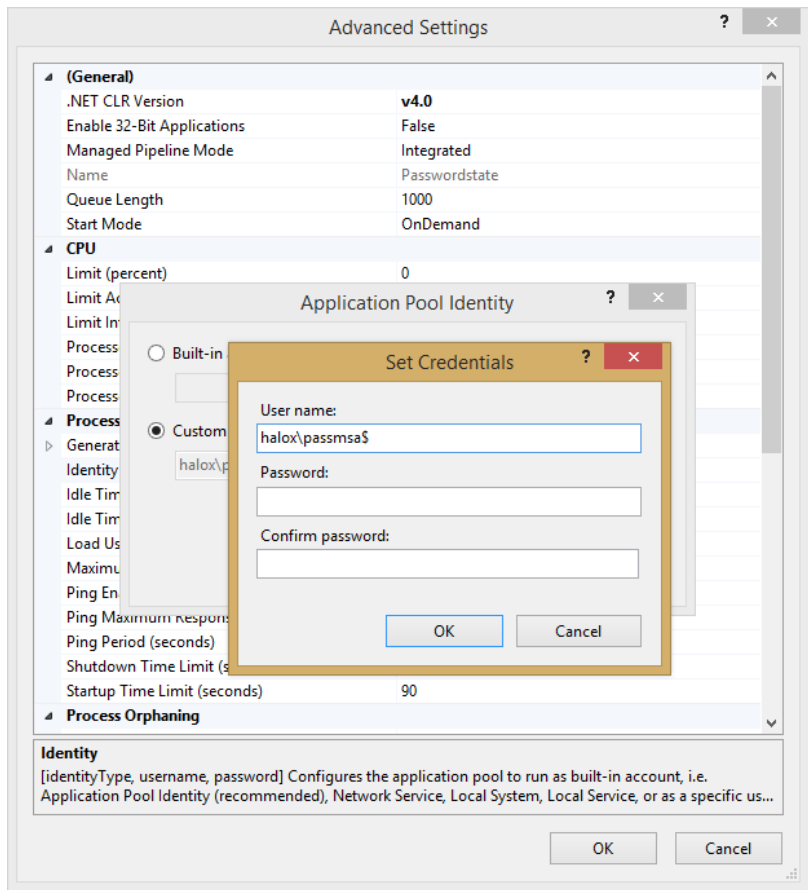 Advanced Settings
?
(General)
.NET CLR Version v4.0
Enable 32-Bit Applications False
Managed Pipeline Mode Integrated
Name Passwordstate
Queue Length 1000
Start Mode OnDemand
CPU
Limit (percent) 0
Limit
Limit
Process
Process
Process
Process
Generat
Identity
Idle Tim
Idle Tim
Load Us
Maximu
Ping En
Ping Maximum Respons
Ping Period (seconds)
Shutdown Time Limit (s
Startup Time Limit (seconds) 90
Process Orphaning
Application Pool Identity
?
Built-in
Custom
halox\p
Set Credentials
?
User name:
halox\passmsa$
Password:
Confirm password:
OK Cancel
Identity
[identityType, username, password] Configures the application pool to run as built-in account, i.e.
Application Pool Identity (recommended), Network Service, Local System, Local Service, or as a specific us...
OK Cancel